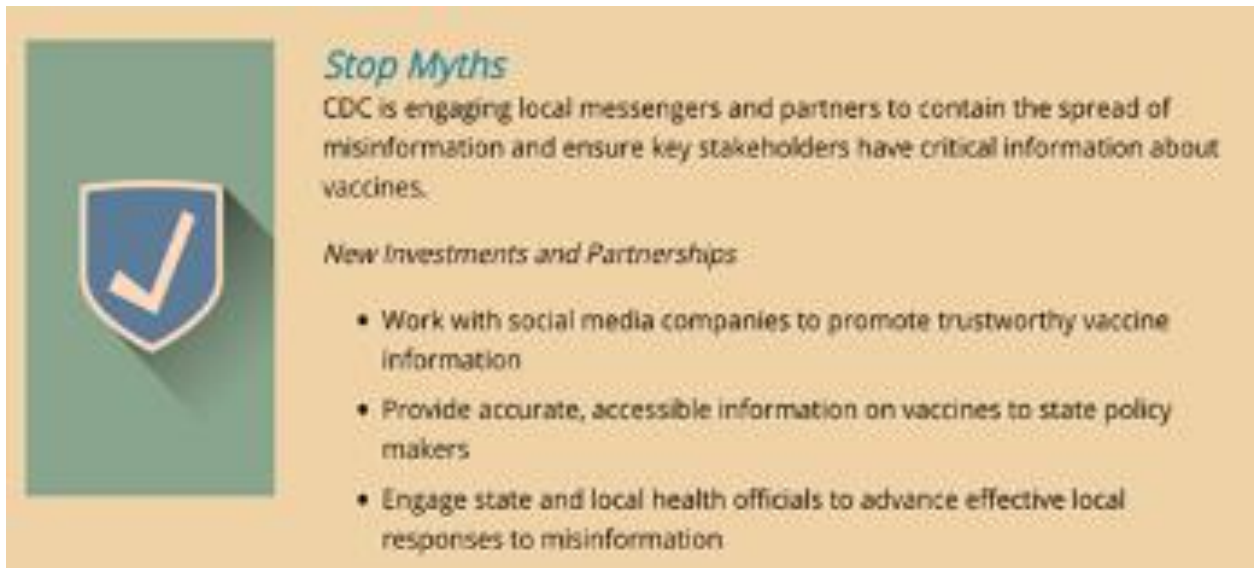 Stop Myths
CDC is engaging local messengers and partners to contain the spread of
misinformation and ensure key stakeholders have critical information about
vaccines.
New Investments and Partnerships
• Work with social media companies to promote trustworthy vaccine
information
• Provide accurate, accessible information on vaccines to state policy
makers
• Engage state and local health officials to advance effective local
responses to misinformation